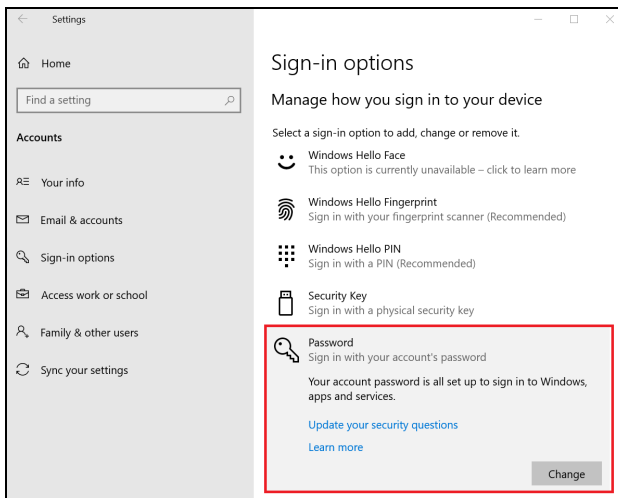 Settings
Home
Find a setting
Accounts
Your info
Email & accounts
Sign-in options
Access work or school
Family & other users
Sync your settings
Sign-in options
Manage how you sign in to your device
Select a sign-in option to add, change or remove it.
Windows Hello Face
This option is currently unavailable – click to learn more
Windows Hello Fingerprint
Sign in with your fingerprint scanner (Recommended)
Windows Hello PIN
Sign in with a PIN (Recommended)
Security Key
Sign in with a physical security key
Password
Sign in with your account's password
Your account password is all set up to sign in to Windows,
apps and services.
Update your security questions
Learn more
Change